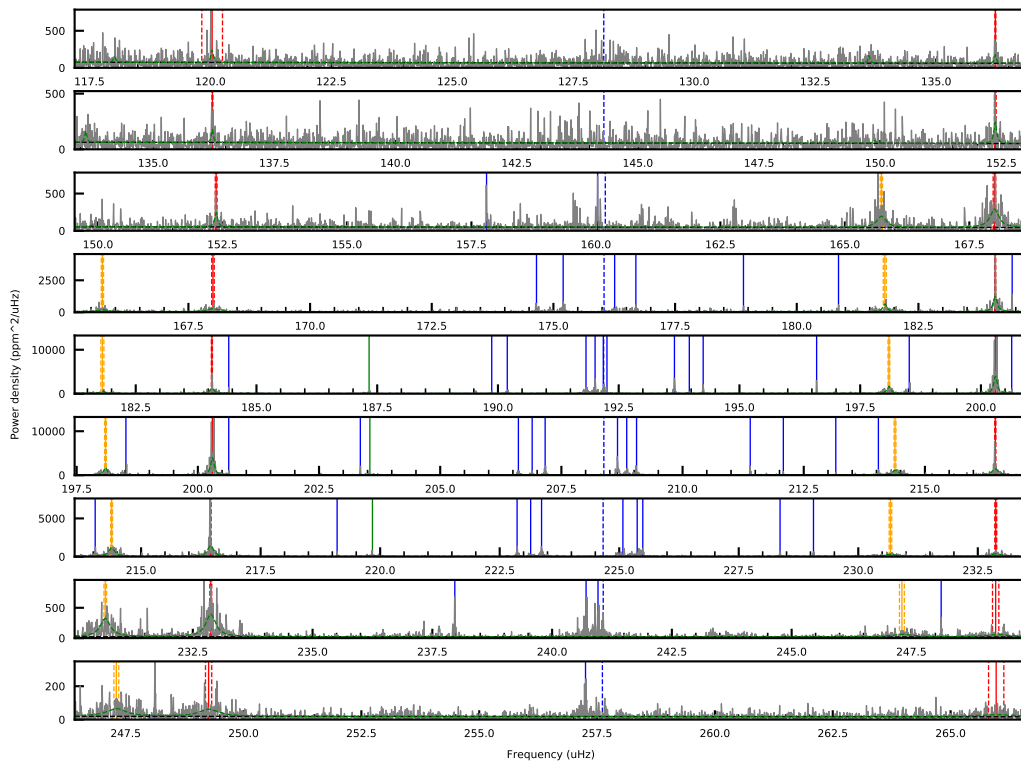 500
0
117.5 120.0 122.5 125.0 127.5 130.0 132.5 135.0
500
0
135.0 137.5 140.0 142.5 145.0 147.5 150.0 152.5
500
0
150.0 152.5 155.0 157.5 160.0 162.5 165.0 167.5
2500
0
167.5 170.0 172.5 175.0 177.5 180.0 182.5
10000
0
182.5 185.0 187.5 190.0 192.5 195.0 197.5 200.0
Power density (ppm^2/uHz)
10000
0
197.5 200.0 202.5 205.0 207.5 210.0 212.5 215.0
5000
0
215.0 217.5 220.0 222.5 225.0 227.5 230.0 232.5
500
0
232.5 235.0 237.5 240.0 242.5 245.0 247.5
200
0
247.5 250.0 252.5 255.0 257.5 260.0 262.5 265.0
Frequency (uHz)